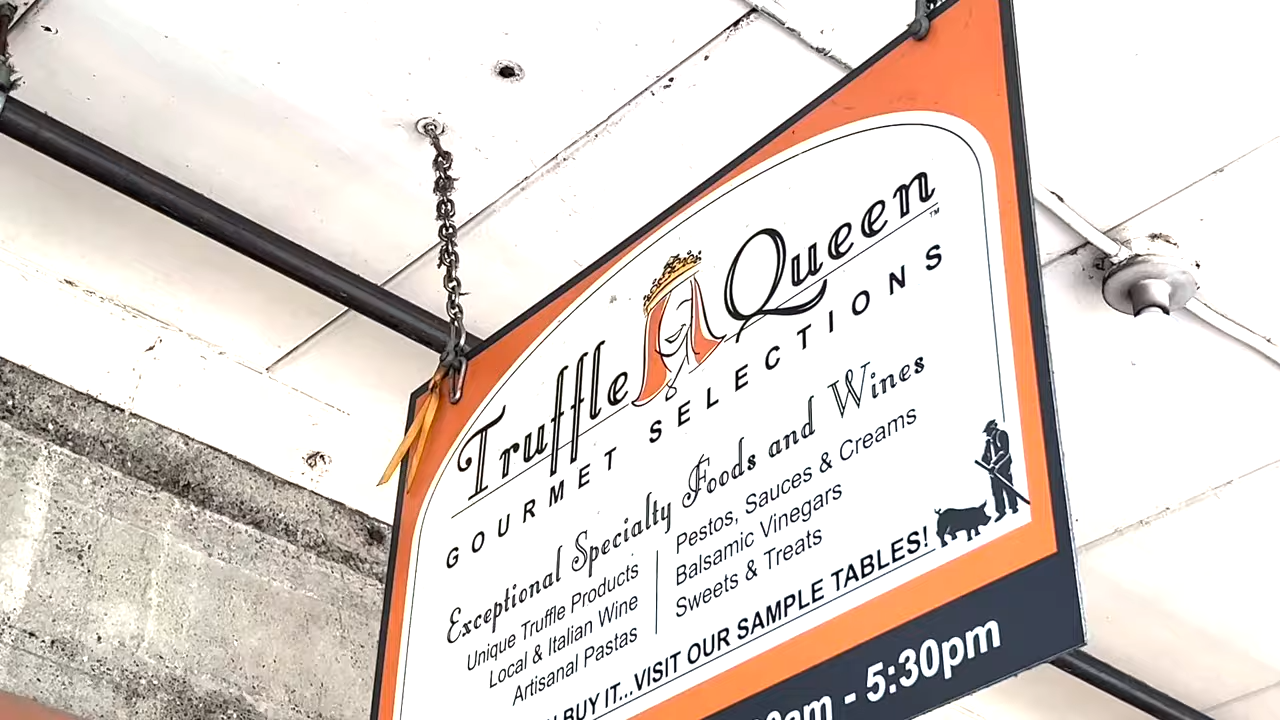 Truffle Queen™
GOURMET SELECTIONS
Exceptional Specialty Foods and Wines
Unique Truffle Products
Local & Italian Wine
Artisanal Pastas
Pestos, Sauces & Creams
Balsamic Vinegars
Sweets & Treats
BUY IT...VISIT OUR SAMPLE TABLES!
am - 5:30pm